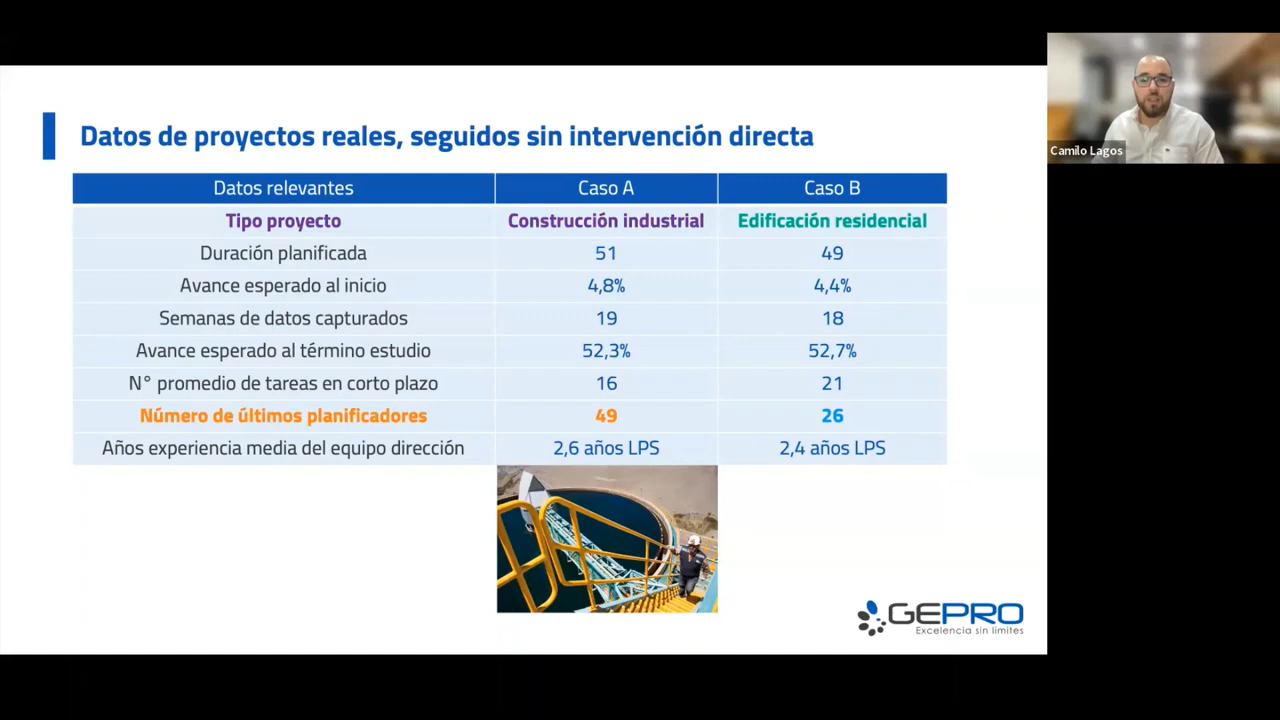 Datos de proyectos reales, seguidos sin intervención directa
Datos relevantes Caso A Caso B
Tipo proyecto Construcción industrial Edificación residencial
Duración planificada 51 49
Avance esperado al inicio 4,8% 4,4%
Semanas de datos capturados 19 18
Avance esperado al término estudio 52,3% 52,7%
N° promedio de tareas en corto plazo 16 21
Número de últimos planificadores 49 26
Años experiencia media del equipo dirección 2,6 años LPS 2,4 años LPS
GEPRO
Excelencia sin límites
Camilo Lagos